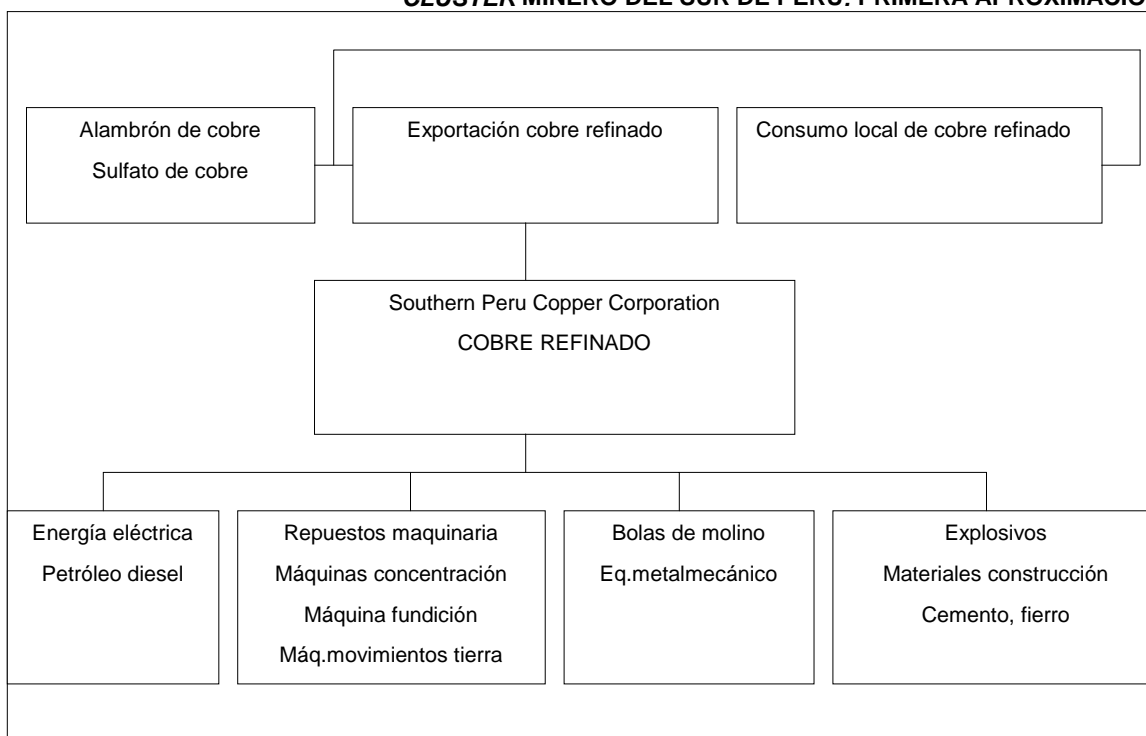 CLUSTER MINERO DEL SUR DE PERÚ, PRIMERA APROXIMACIÓ
Alambrón de cobre
Sulfato de cobre
Exportación cobre refinado
Consumo local de cobre refinado
Southern Peru Copper Corporation
COBRE REFINADO
Energía eléctrica
Petróleo diesel
Repuestos maquinaria
Máquinas concentración
Máquina fundición
Máq.movimientos tierra
Bolas de molino
Eq.metalmecánico
Explosivos
Materiales construcción
Cemento, fierro